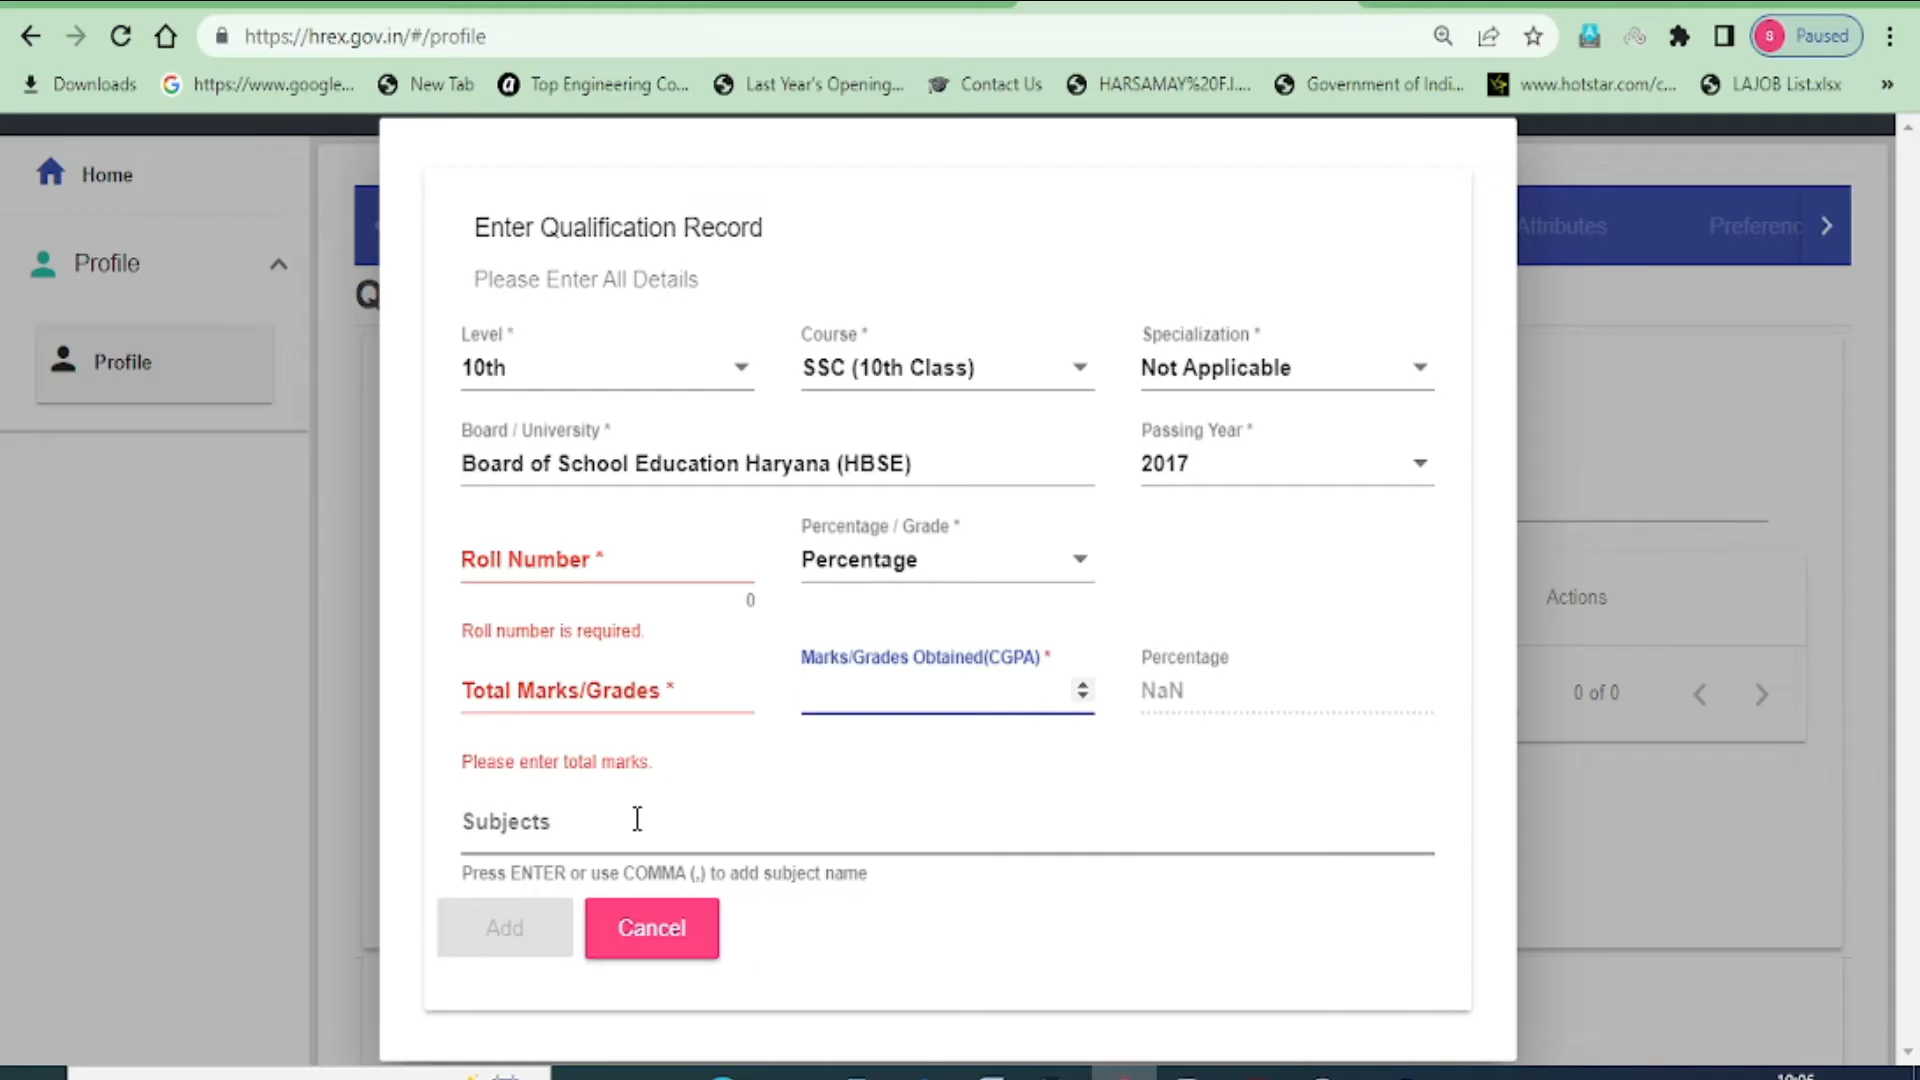 https://hrex.gov.in/#/profile
8 Paused
Downloads https://www.google... New Tab Top Engineering Co... Last Year's Opening... Contact Us HARSAMAY%20F.I.... Government of Indi... www.hotstar.com/c... LAJOB List.xlsx »
Home
Profile
Profile
Attributes
Preferenc
Q
Enter Qualification Record
Please Enter All Details
Level * Course * Specialization *
10th SSC (10th Class) Not Applicable
Board / University * Passing Year *
Board of School Education Haryana (HBSE) 2017
Percentage / Grade *
Roll Number * Percentage
0
Roll number is required.
Marks/Grades Obtained(CGPA) * Percentage
Total Marks/Grades * NaN
Please enter total marks.
Subjects
Press ENTER or use COMMA (,) to add subject name
Add Cancel
Actions
0 of 0